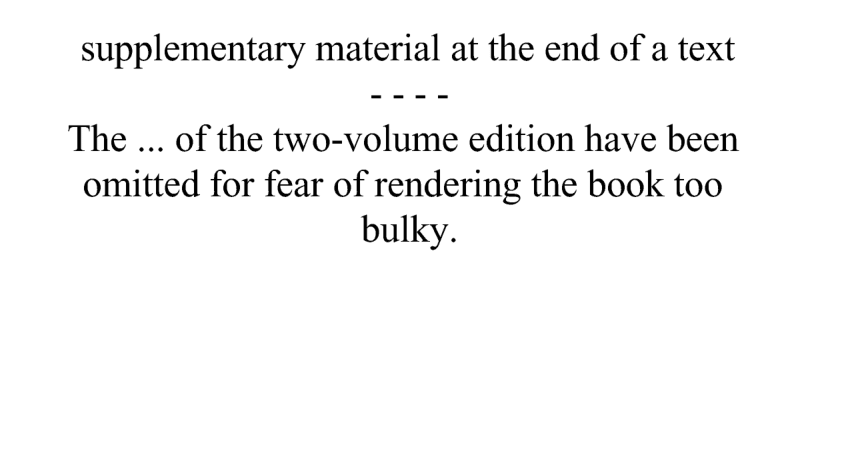 supplementary material at the end of a text
- - - -
The ... of the two-volume edition have been
omitted for fear of rendering the book too
bulky.